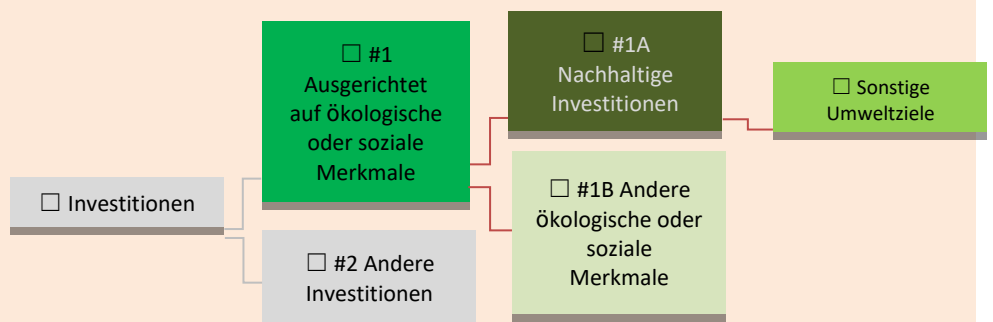 ☐ Investitionen
☐ #1
Ausgerichtet
auf ökologische
oder soziale
Merkmale
☐ #2 Andere
Investitionen
☐ #1A
Nachhaltige
Investitionen
☐ #1B Andere
ökologische oder
soziale
Merkmale
☐ Sonstige
Umweltziele